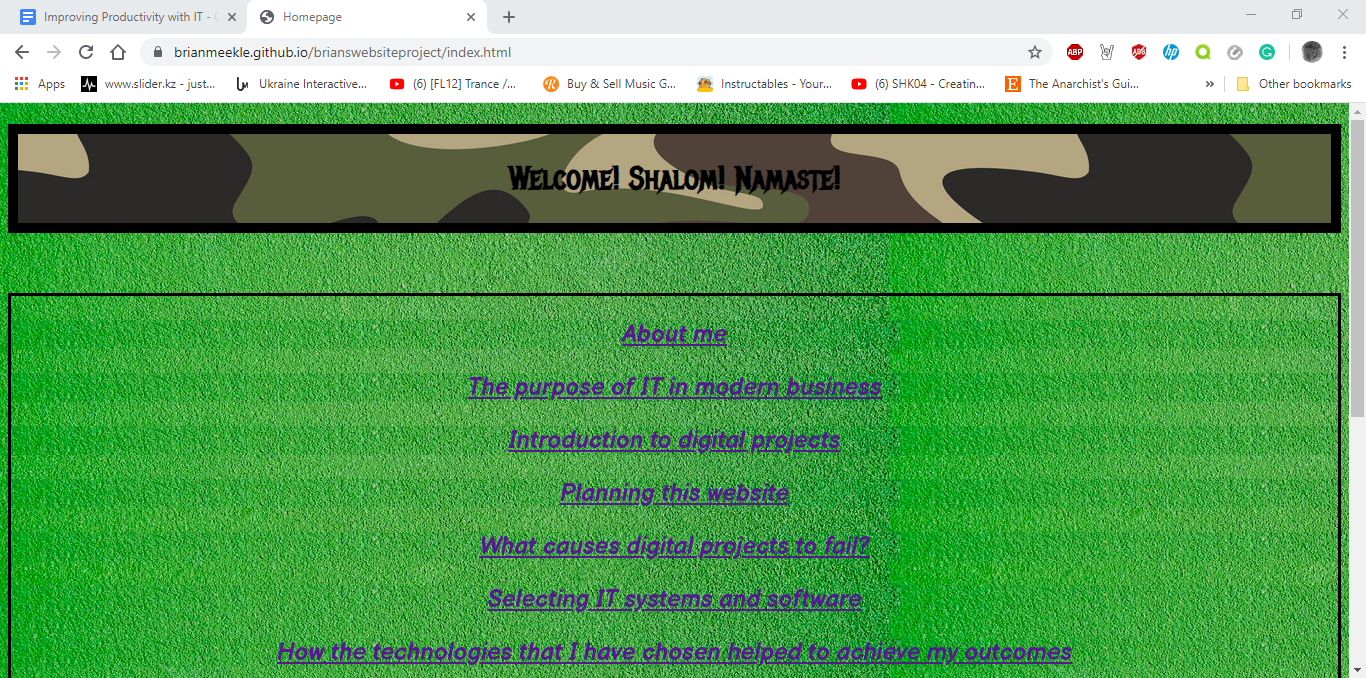 Improving Productivity with IT -
Homepage
brianmeekle.github.io/brianswebsiteproject/index.html
ABP
ADB
hp
G
Apps
www.slider.kz - just...
Ukraine Interactive...
(6) [FL12] Trance /...
Buy & Sell Music G...
Instructables - Your...
(6) SHK04 - Creatin...
E
The Anarchist's Gui...
»
Other bookmarks
Welcome! Shalom! Namaste!
About me
The purpose of IT in modern business
Introduction to digital projects
Planning this website
What causes digital projects to fail?
Selecting IT systems and software
How the technologies that I have chosen helped to achieve my outcomes